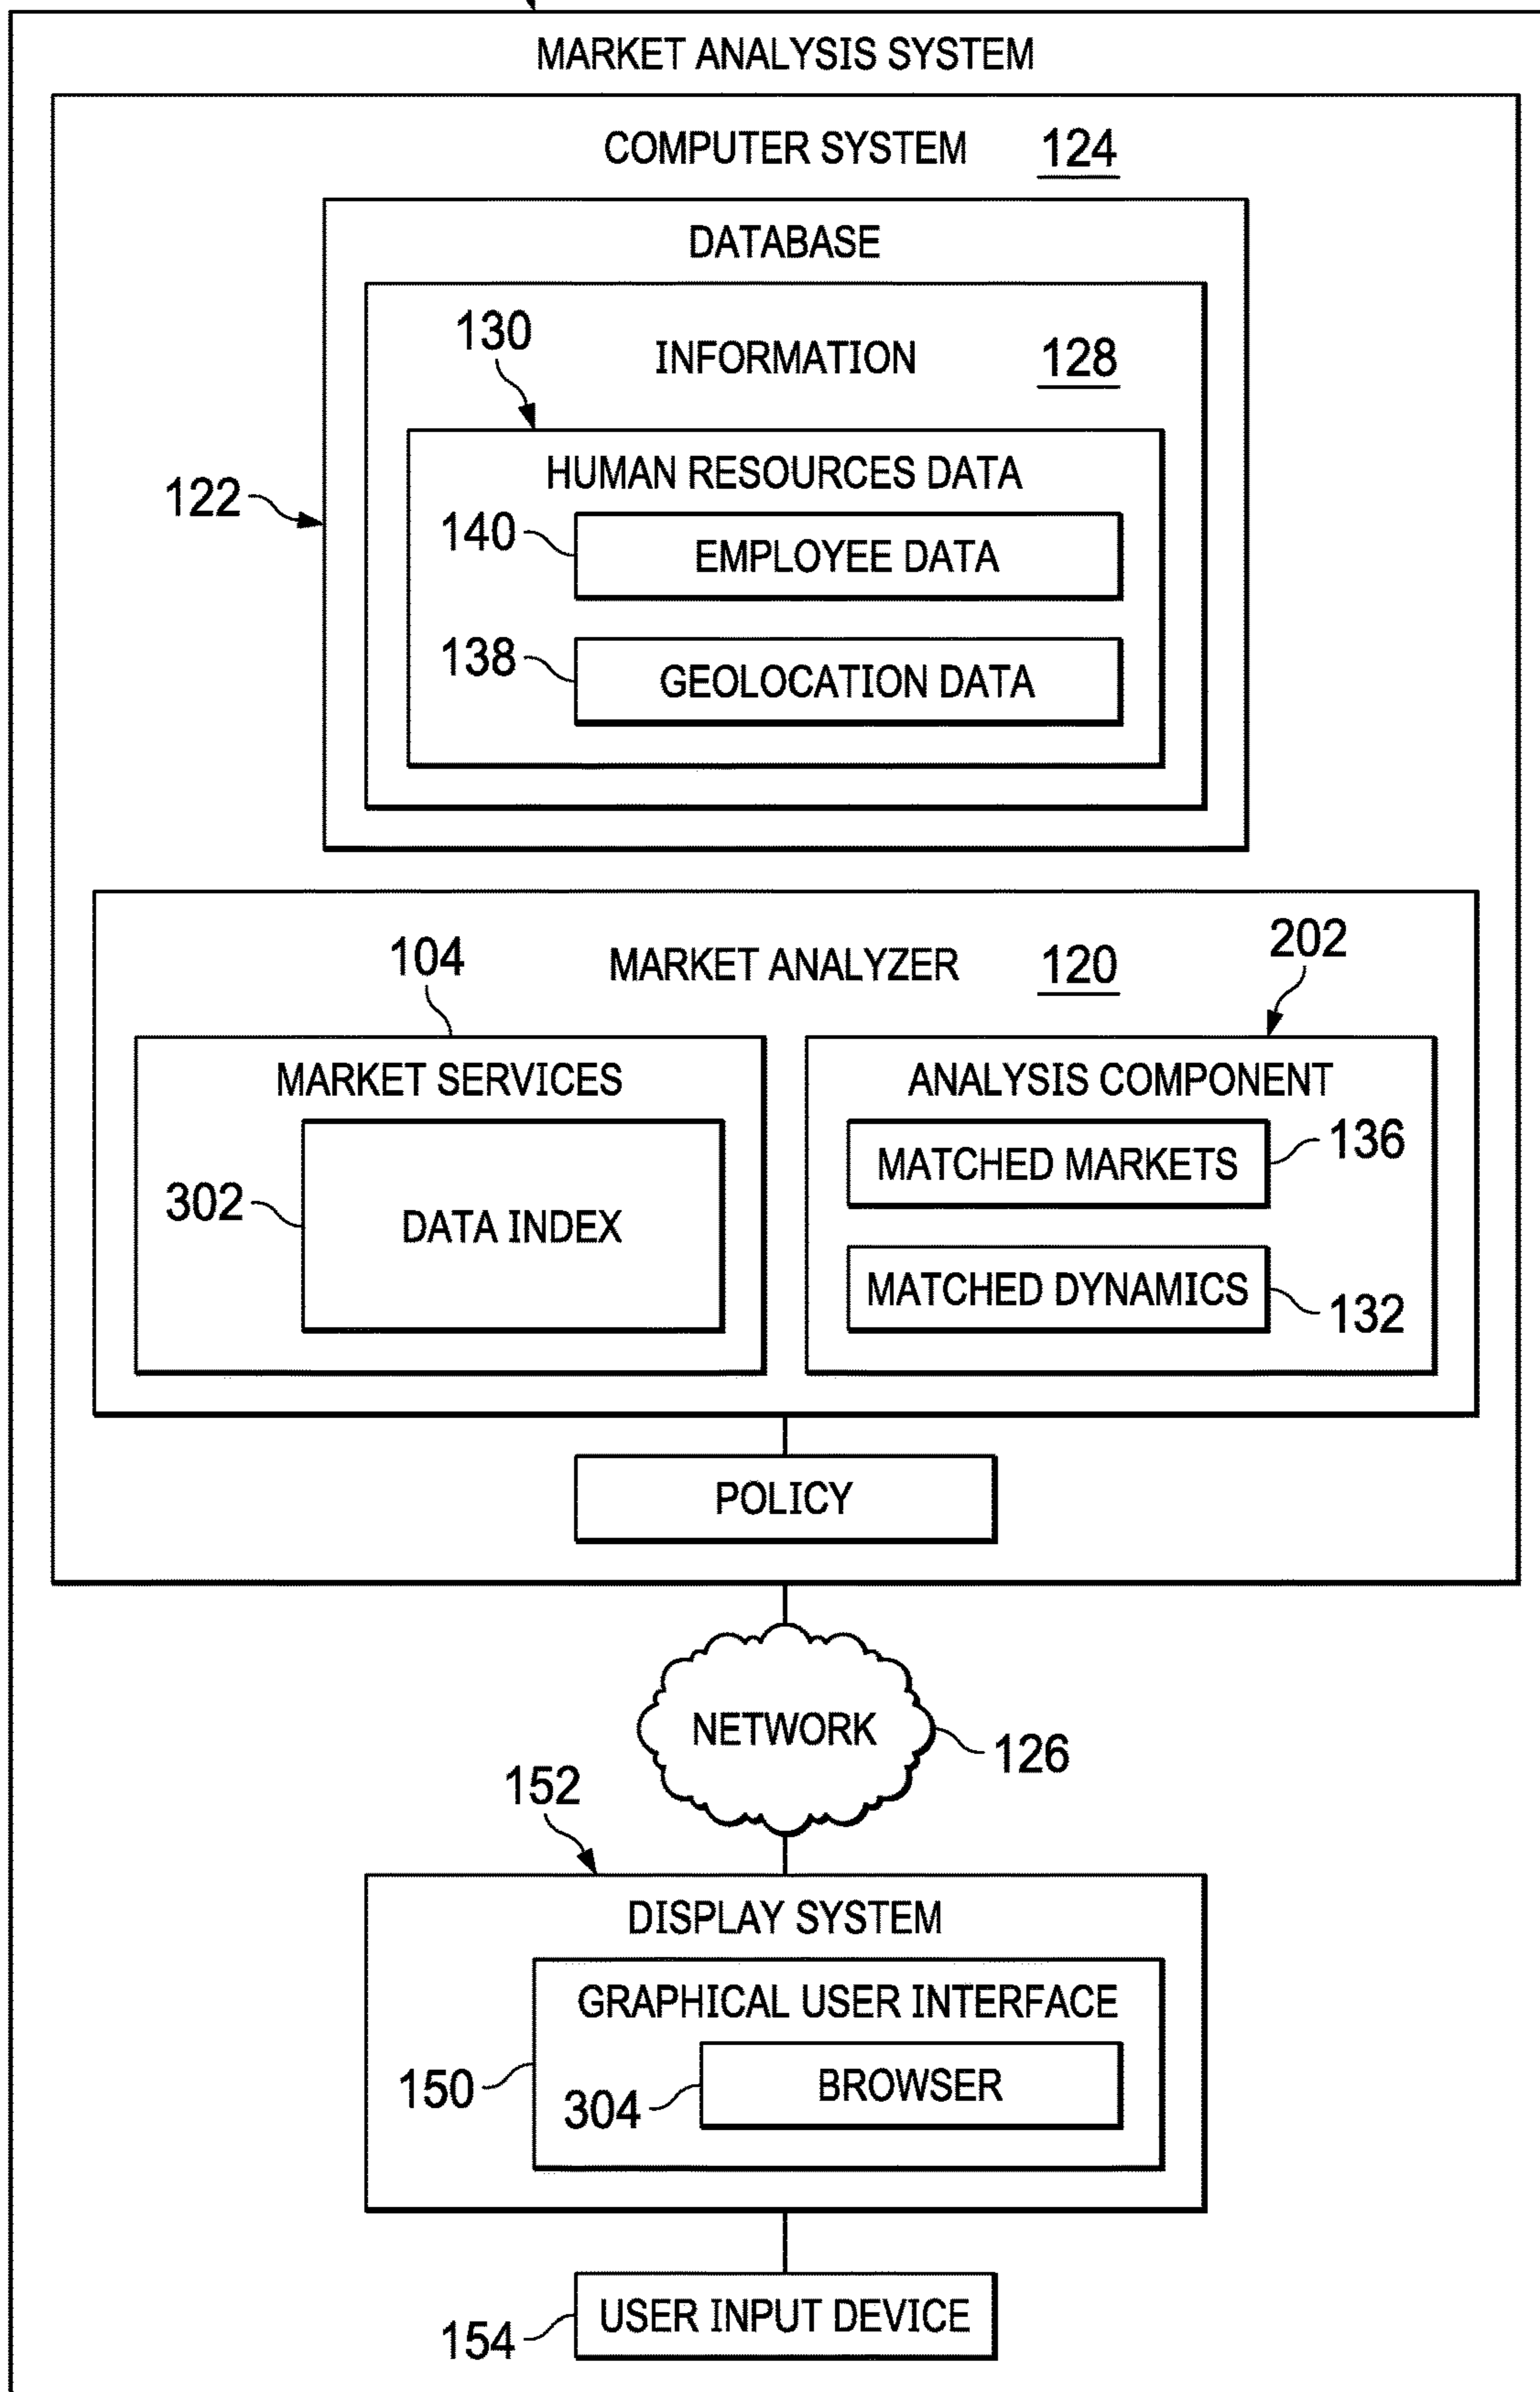 MARKET ANALYSIS SYSTEM
COMPUTER SYSTEM 124
DATABASE
130
INFORMATION 128
122
HUMAN RESOURCES DATA
140 EMPLOYEE DATA
138 GEOLOCATION DATA
104
MARKET ANALYZER 120
202
MARKET SERVICES
302 DATA INDEX
ANALYSIS COMPONENT
MATCHED MARKETS 136
MATCHED DYNAMICS 132
POLICY
NETWORK 126
152
DISPLAY SYSTEM
GRAPHICAL USER INTERFACE
150
304 BROWSER
154 USER INPUT DEVICE